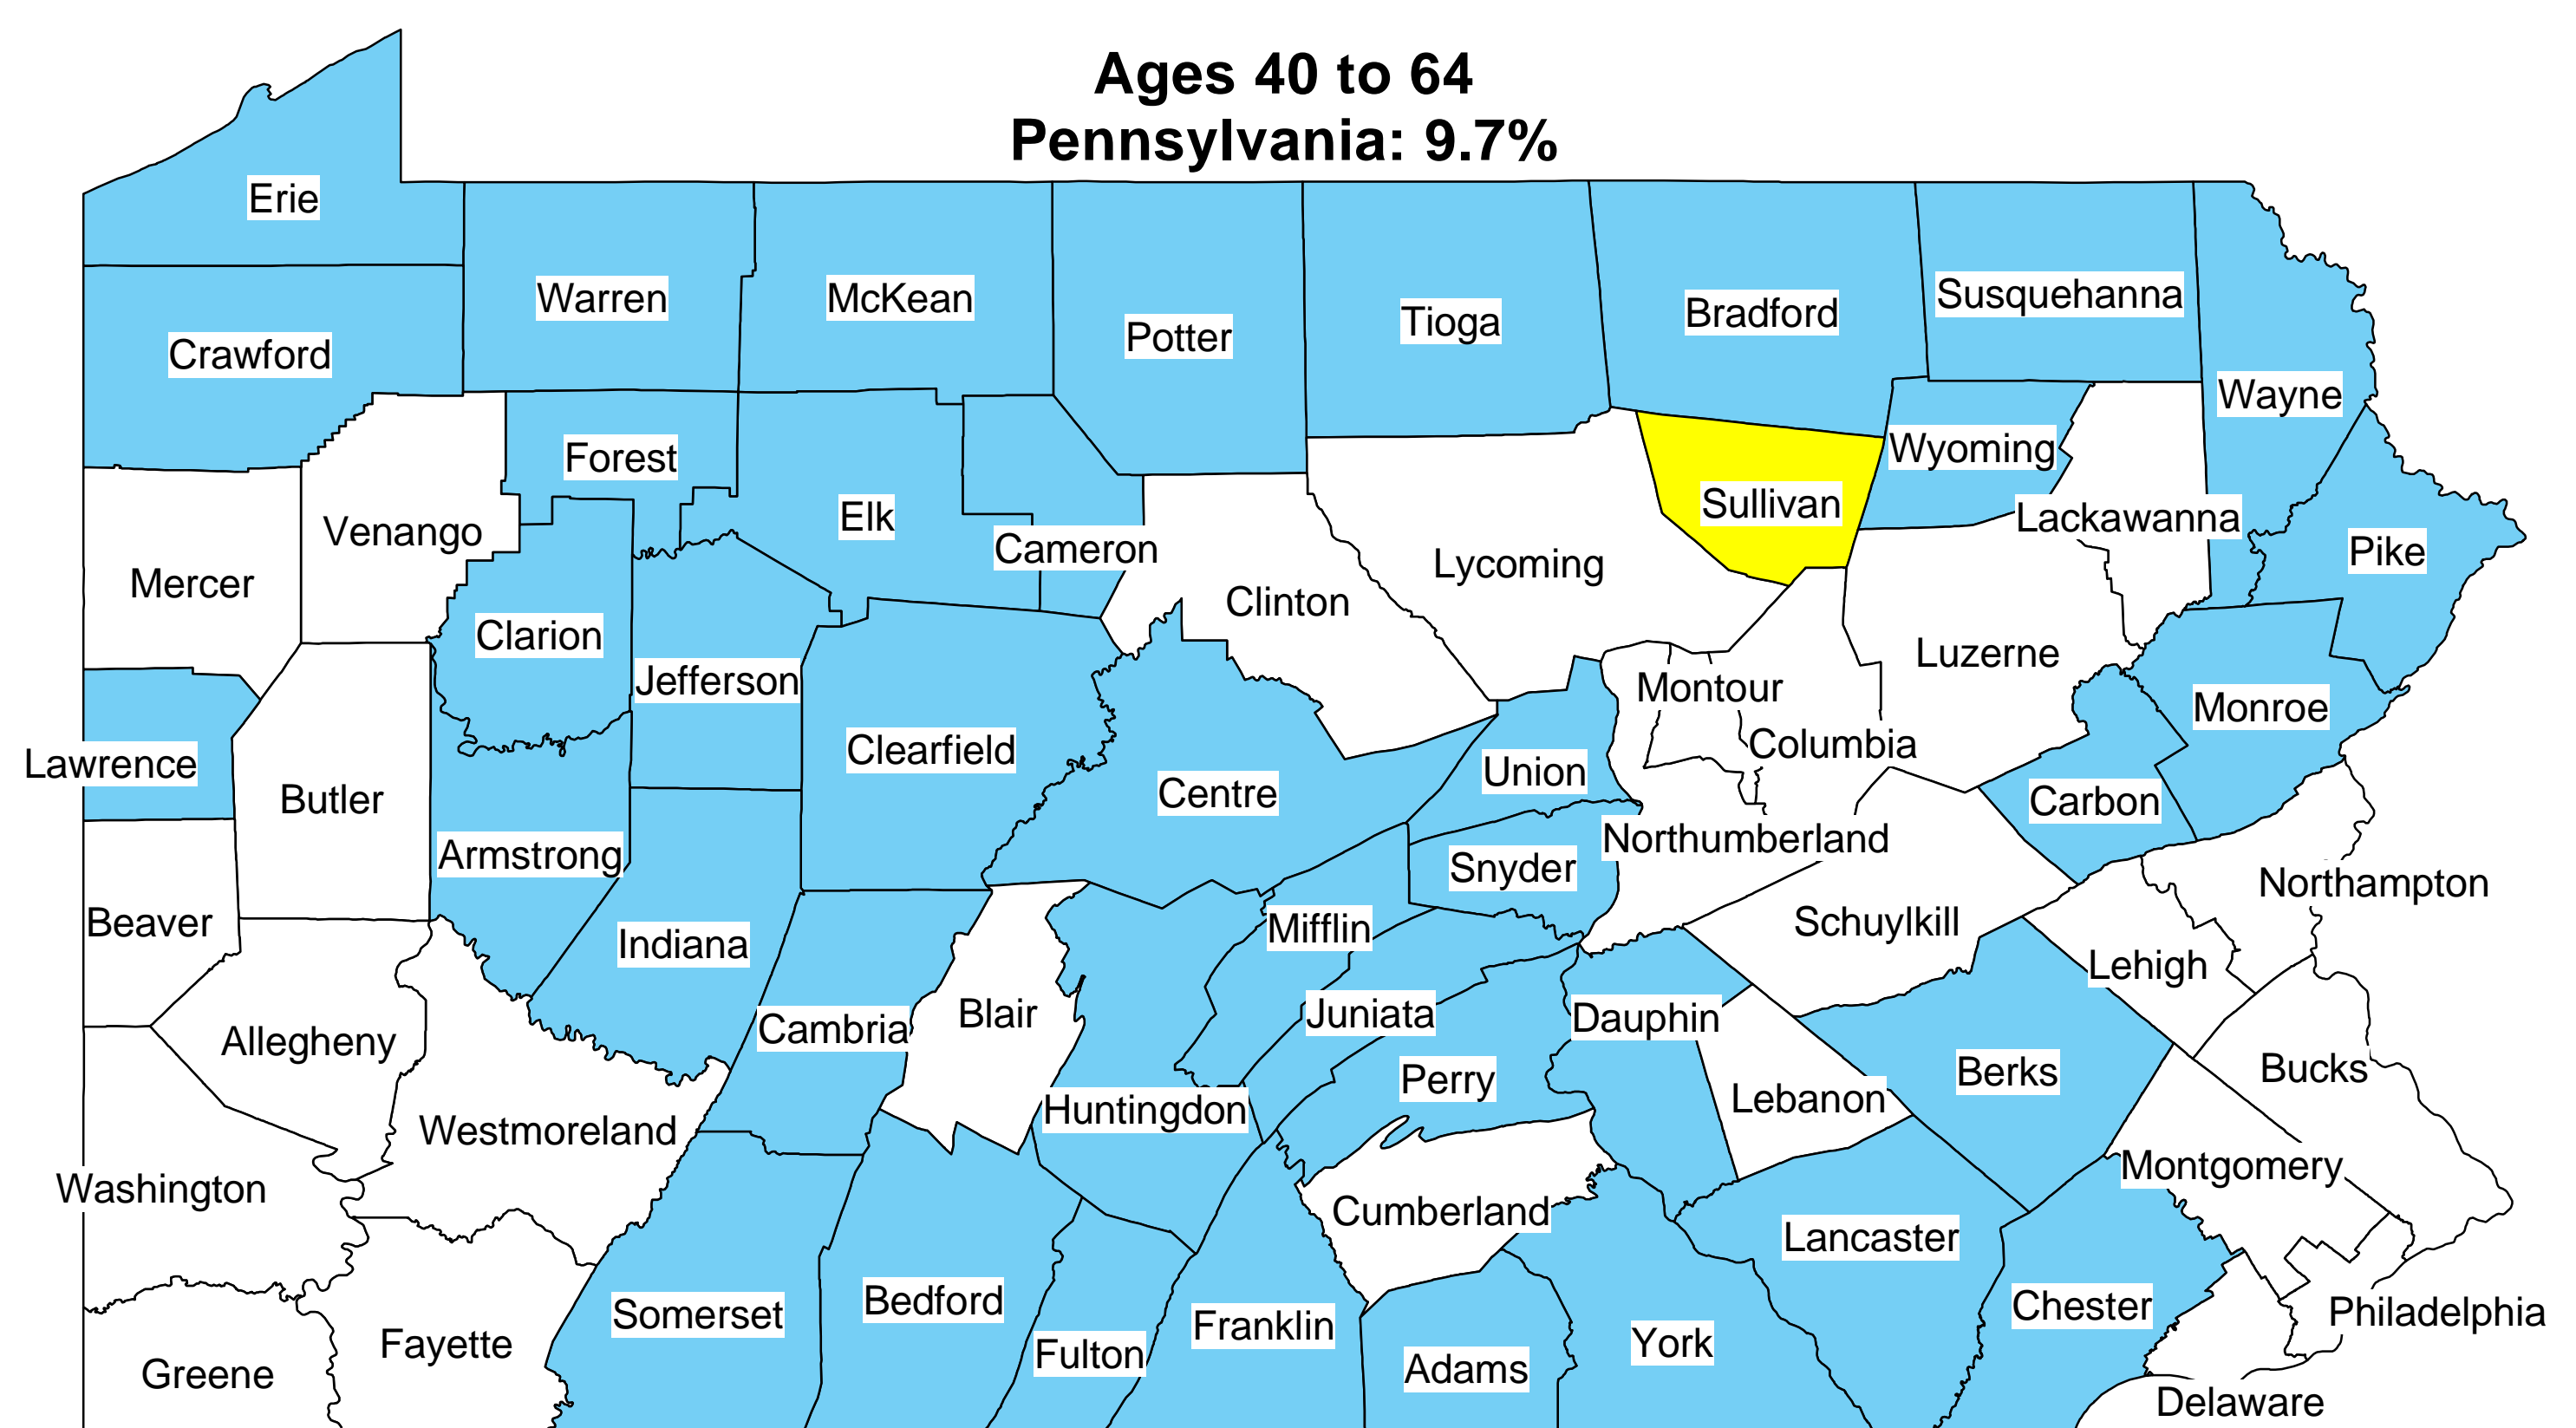 Ages 40 to 64
Pennsylvania: 9.7%
Erie
Warren
McKean
Potter
Tioga
Bradford
Susquehanna
Crawford
Wayne
Forest
Wyoming
Venango
Elk
Cameron
Sullivan
Lackawanna
Pike
Mercer
Lycoming
Clinton
Clarion
Jefferson
Montour
Luzerne
Monroe
Lawrence
Clearfield
Columbia
Butler
Centre
Union
Carbon
Armstrong
Snyder
Northumberland
Northampton
Beaver
Indiana
Mifflin
Schuylkill
Lehigh
Allegheny
Cambria
Blair
Juniata
Dauphin
Berks
Bucks
Perry
Lebanon
Westmoreland
Huntingdon
Washington
Cumberland
Montgomery
Lancaster
Somerset
Bedford
Franklin
Chester
Philadelphia
Greene
Fayette
Fulton
Adams
York
Delaware